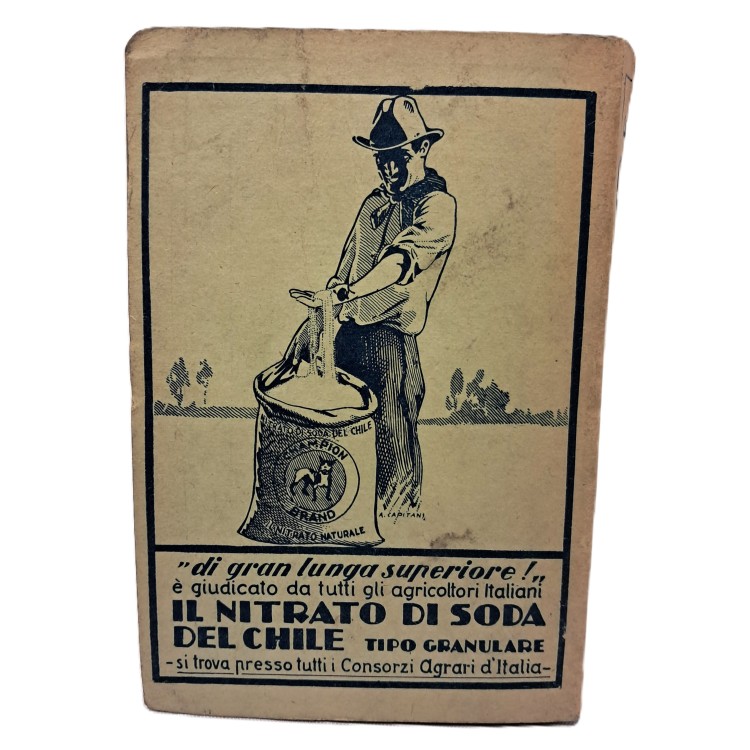 NITRATO DI SODA DEL CHILE
CHAMPION
BRAND
NITRATO NATURALE
A. CAPITANI
„di gran lunga superiore!„
è giudicato da tutti gli agricoltori Italiani
IL NITRATO DI SODA
DEL CHILE TIPO GRANULARE
-si trova presso tutti i Consorzi Agrari d'Italia-